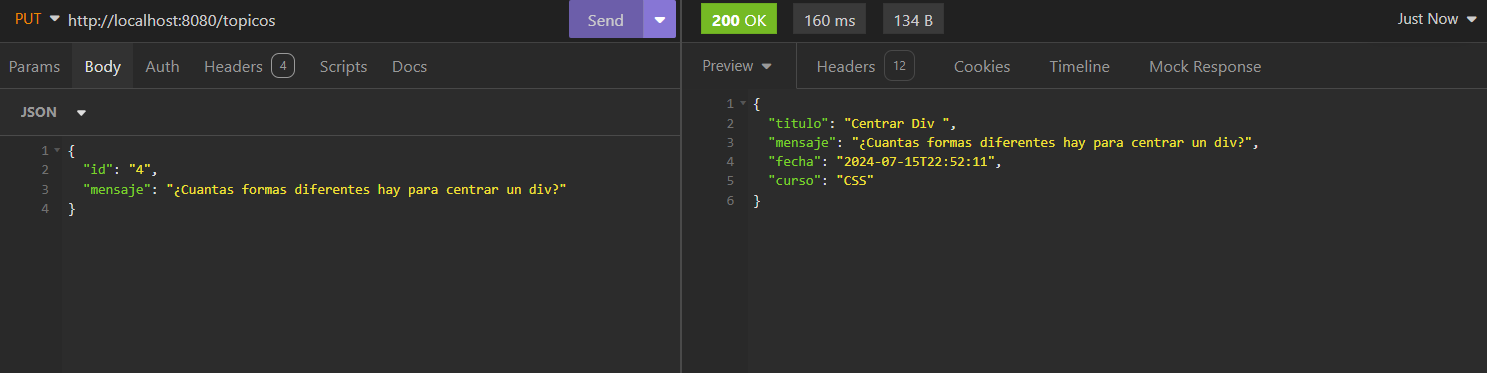 PUT http://localhost:8080/topicos Send
Params Body Auth Headers 4 Scripts Docs
JSON
1 {
2 "id": "4",
3 "mensaje": "¿Cuantas formas diferentes hay para centrar un div?"
4 }
200 OK 160 ms 134 B Just Now
Preview Headers 12 Cookies Timeline Mock Response
1 {
2 "titulo": "Centrar Div ",
3 "mensaje": "¿Cuantas formas diferentes hay para centrar un div?",
4 "fecha": "2024-07-15T22:52:11",
5 "curso": "CSS"
6 }